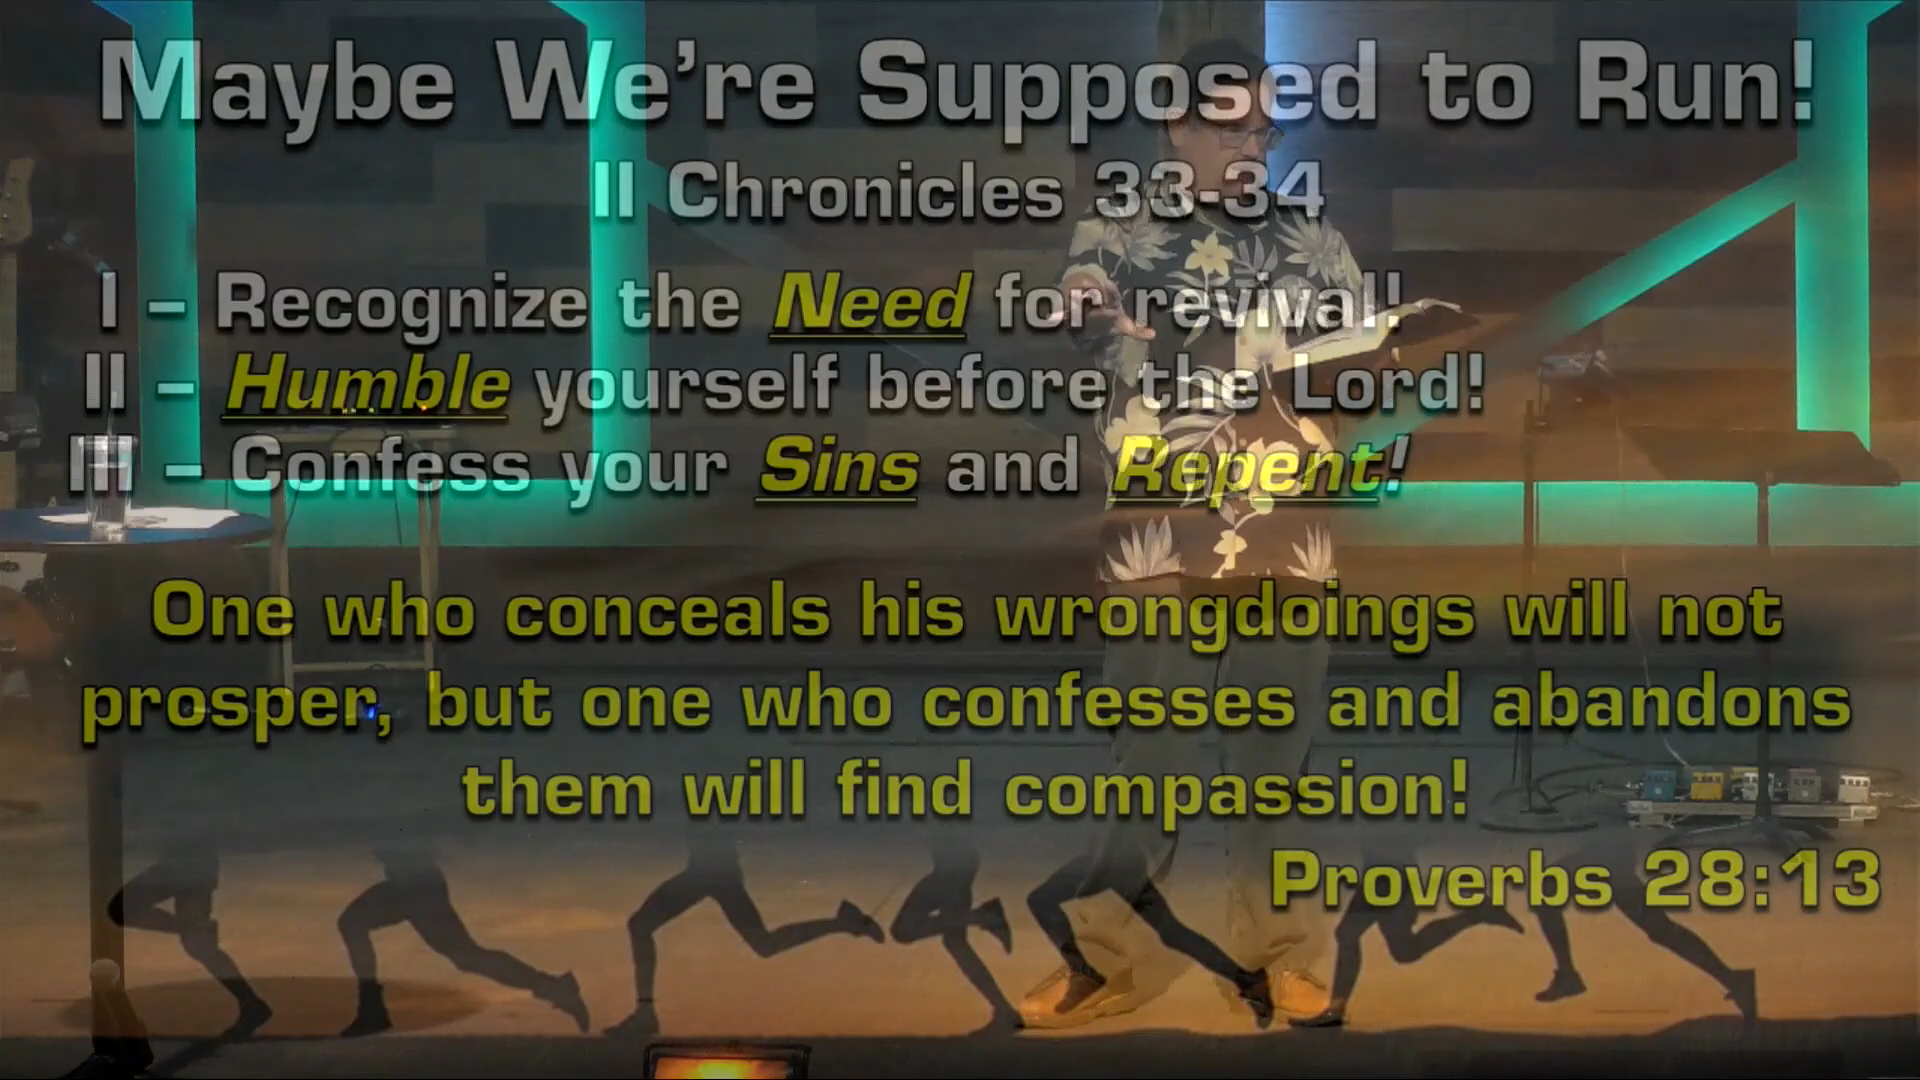 Maybe We’re Supposed to Run!
II Chronicles 33-34
I – Recognize the Need for revival!
II – Humble yourself before the Lord!
III – Confess your Sins and Repent!
One who conceals his wrongdoings will not
prosper, but one who confesses and abandons
them will find compassion!
Proverbs 28:13